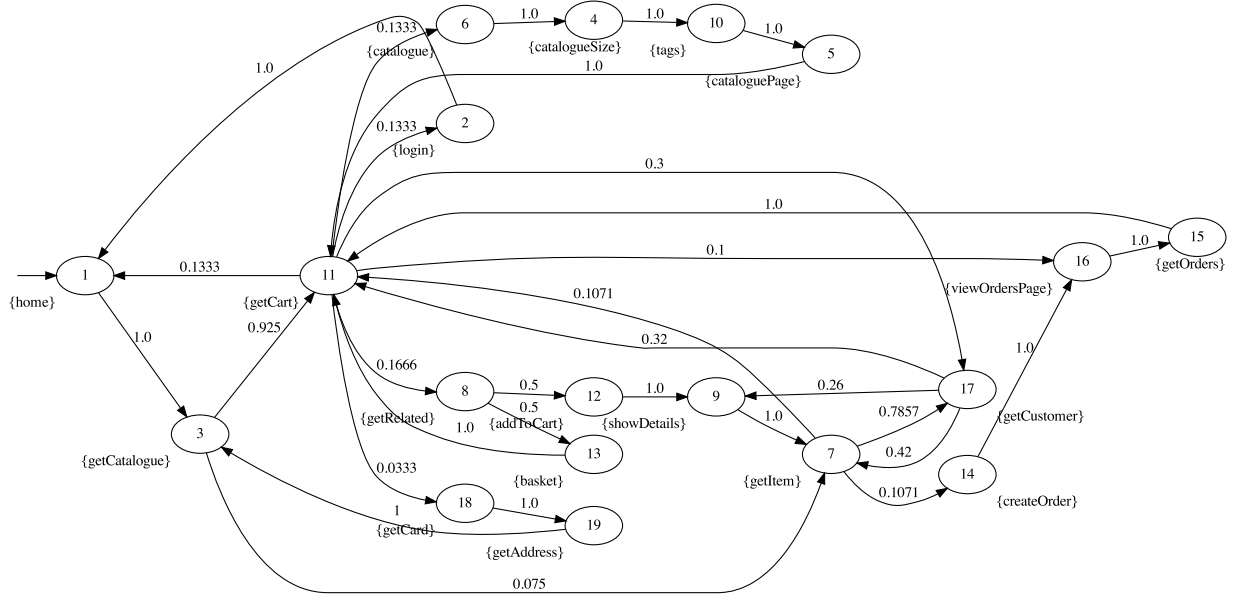 0.1333
6
1.0
4
1.0
10
1.0
5
{catalogue}
{catalogueSize}
{tags}
{cataloguePage}
1.0
1.0
0.1333
2
{login}
0.3
1.0
15
{getOrders}
1.0
16
{viewOrdersPage}
0.1
1
{home}
0.1333
11
{getCart}
0.1071
1.0
0.925
0.32
1.0
0.1666
8
{getRelated}
0.5
0.5
12
{addToCart}
1.0
9
{showDetails}
0.26
17
{getCustomer}
1.0
0.7857
0.42
3
{getCatalogue}
1.0
13
{basket}
7
{getItem}
14
{createOrder}
0.1071
0.0333
18
{getCard}
1.0
19
{getAddress}
1
0.075